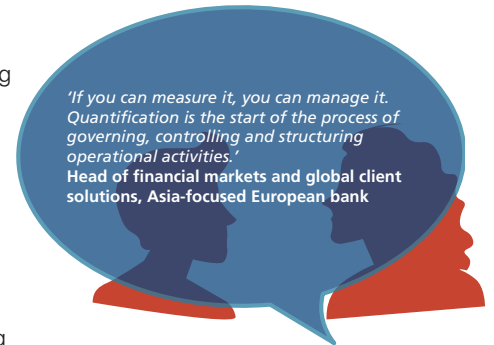 g
'If you can measure it, you can manage it.
Quantification is the start of the process of
governing, controlling and structuring
operational activities.'
Head of financial markets and global client
solutions, Asia-focused European bank
g